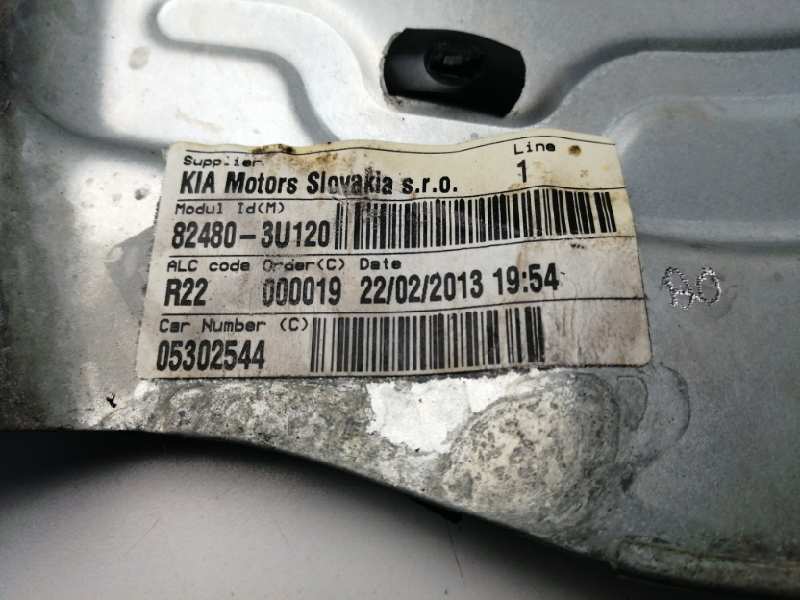 Supplier Line
KIA Motors Slovakia s.r.o. 1
Modul Id(M)
82480-3U120
ALC code Order(C) Date
R22 000019 22/02/2013 19:54
Car Number (C)
05302544